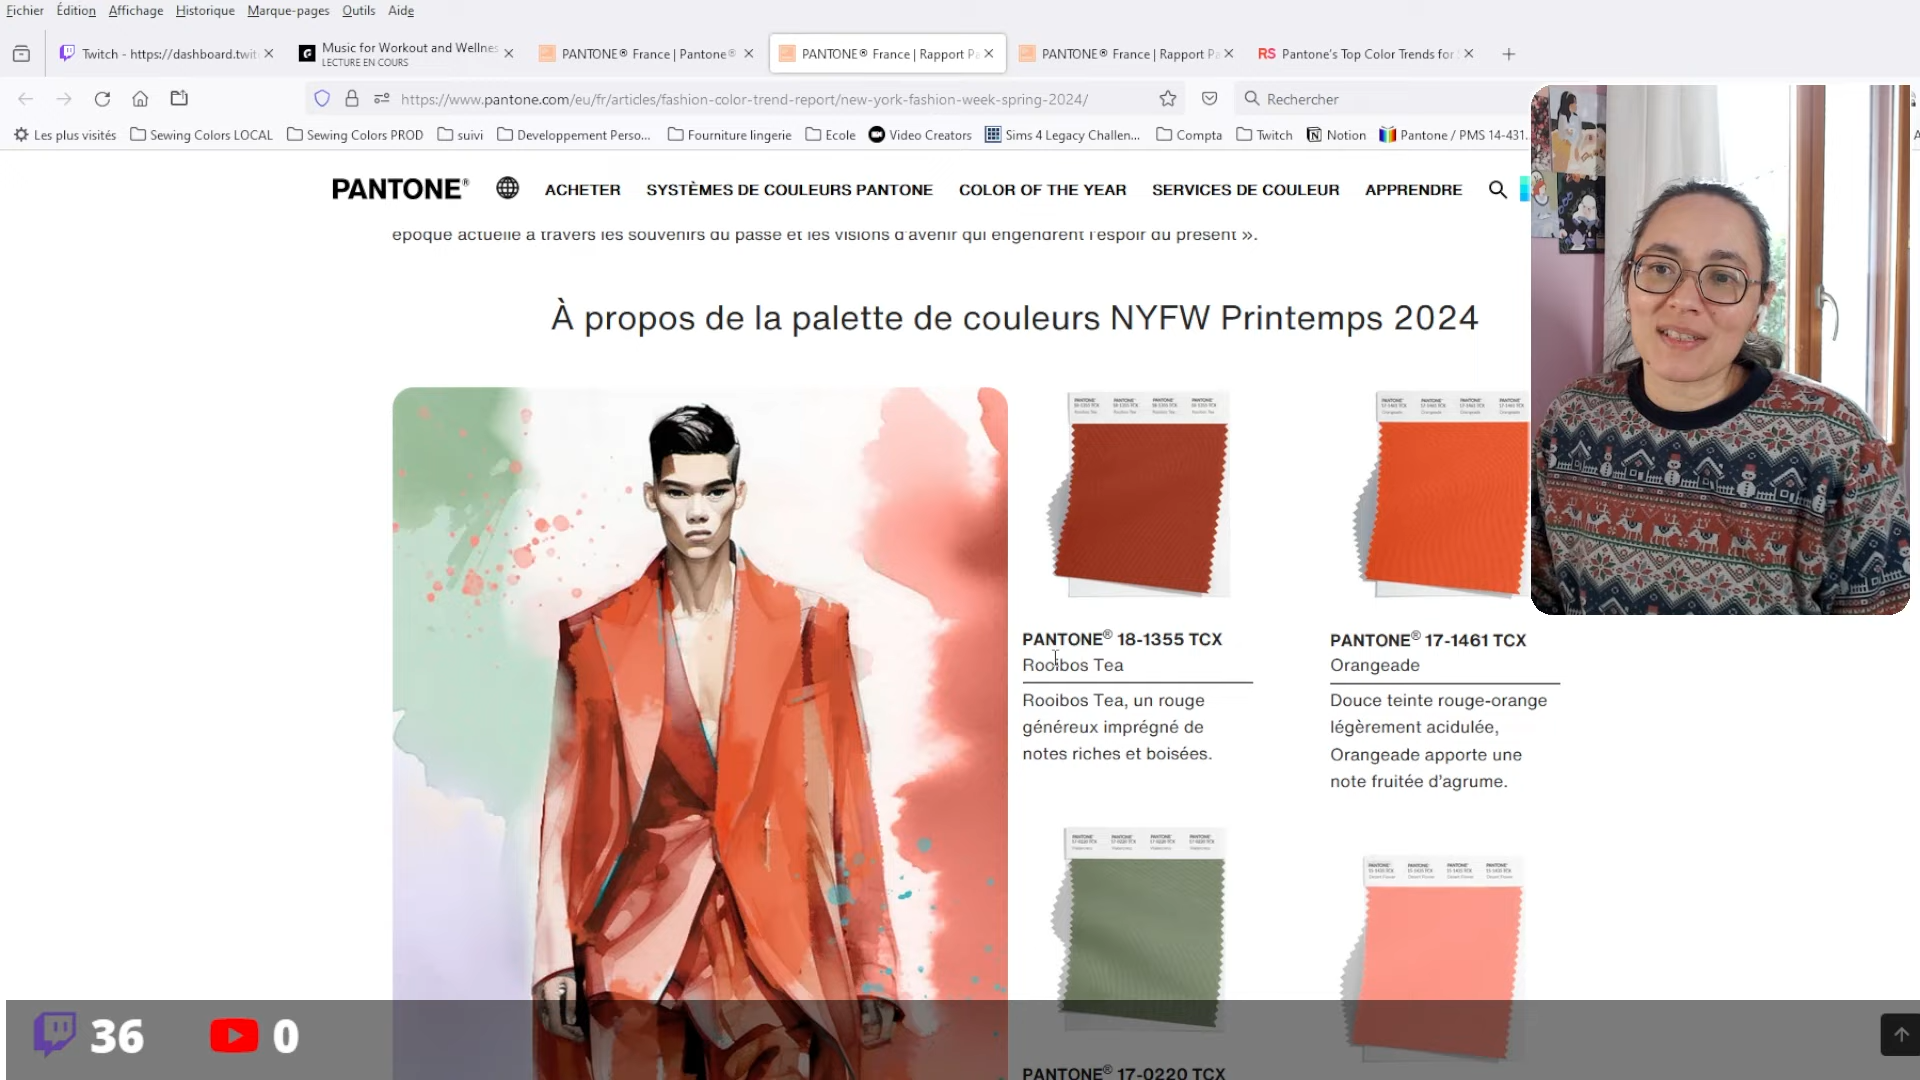 Fichier Édition Affichage Historique Marque-pages Outils Aide
Twitch - https://dashboard.twit
Music for Workout and Wellnes
LECTURE EN COURS
PANTONE® France | Pantone®
PANTONE® France | Rapport Pa
PANTONE® France | Rapport Pa
RS Pantone's Top Color Trends for
https://www.pantone.com/eu/fr/articles/fashion-color-trend-report/new-york-fashion-week-spring-2024/
Rechercher
Les plus visités Sewing Colors LOCAL Sewing Colors PROD suivi Developpement Perso... Fourniture lingerie Ecole Video Creators Sims 4 Legacy Challen... Compta Twitch Notion Pantone / PMS 14-431.
PANTONE® ACHETER SYSTÈMES DE COULEURS PANTONE COLOR OF THE YEAR SERVICES DE COULEUR APPRENDRE
époque actuelle à travers les souvenirs du passé et les visions d'avenir qui engendrent l'espoir du présent ».
À propos de la palette de couleurs NYFW Printemps 2024
PANTONE® 18-1355 TCX
Rooibos Tea
Rooibos Tea, un rouge
généreux imprégné de
notes riches et boisées.
PANTONE® 17-1461 TCX
Orangeade
Douce teinte rouge-orange
légèrement acidulée,
Orangeade apporte une
note fruitée d'agrume.
PANTONE® 17-0220 TCX
36
0